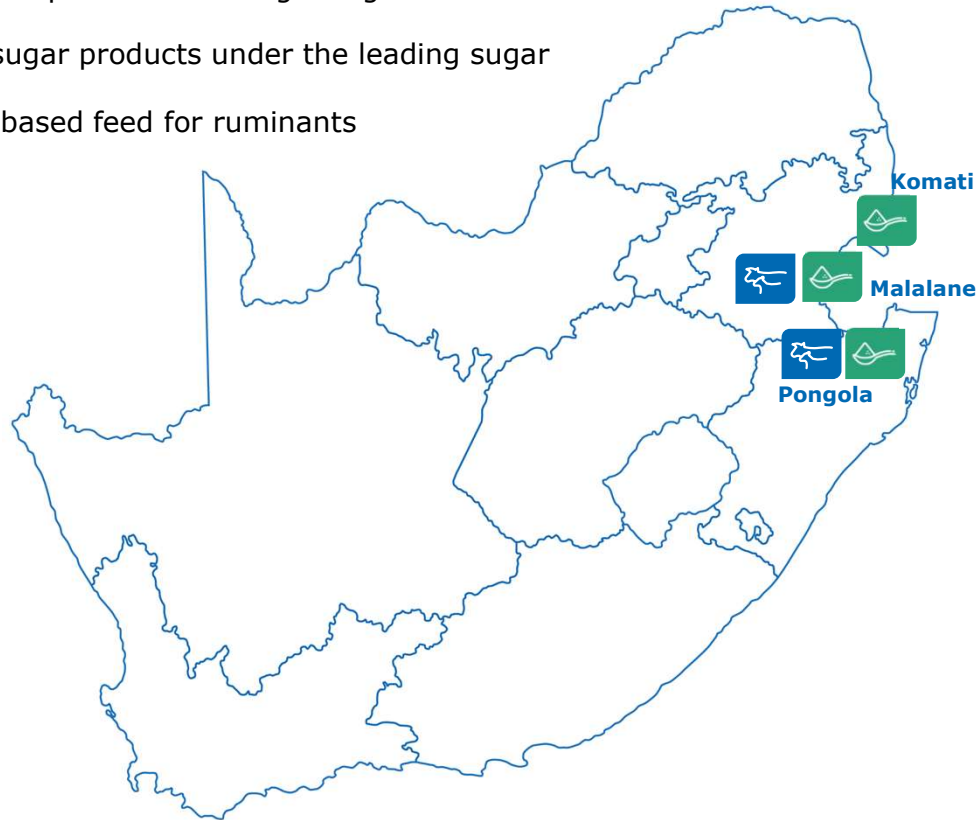 sugar products under the leading sugar
based feed for ruminants
Komati
Malalane
Pongola